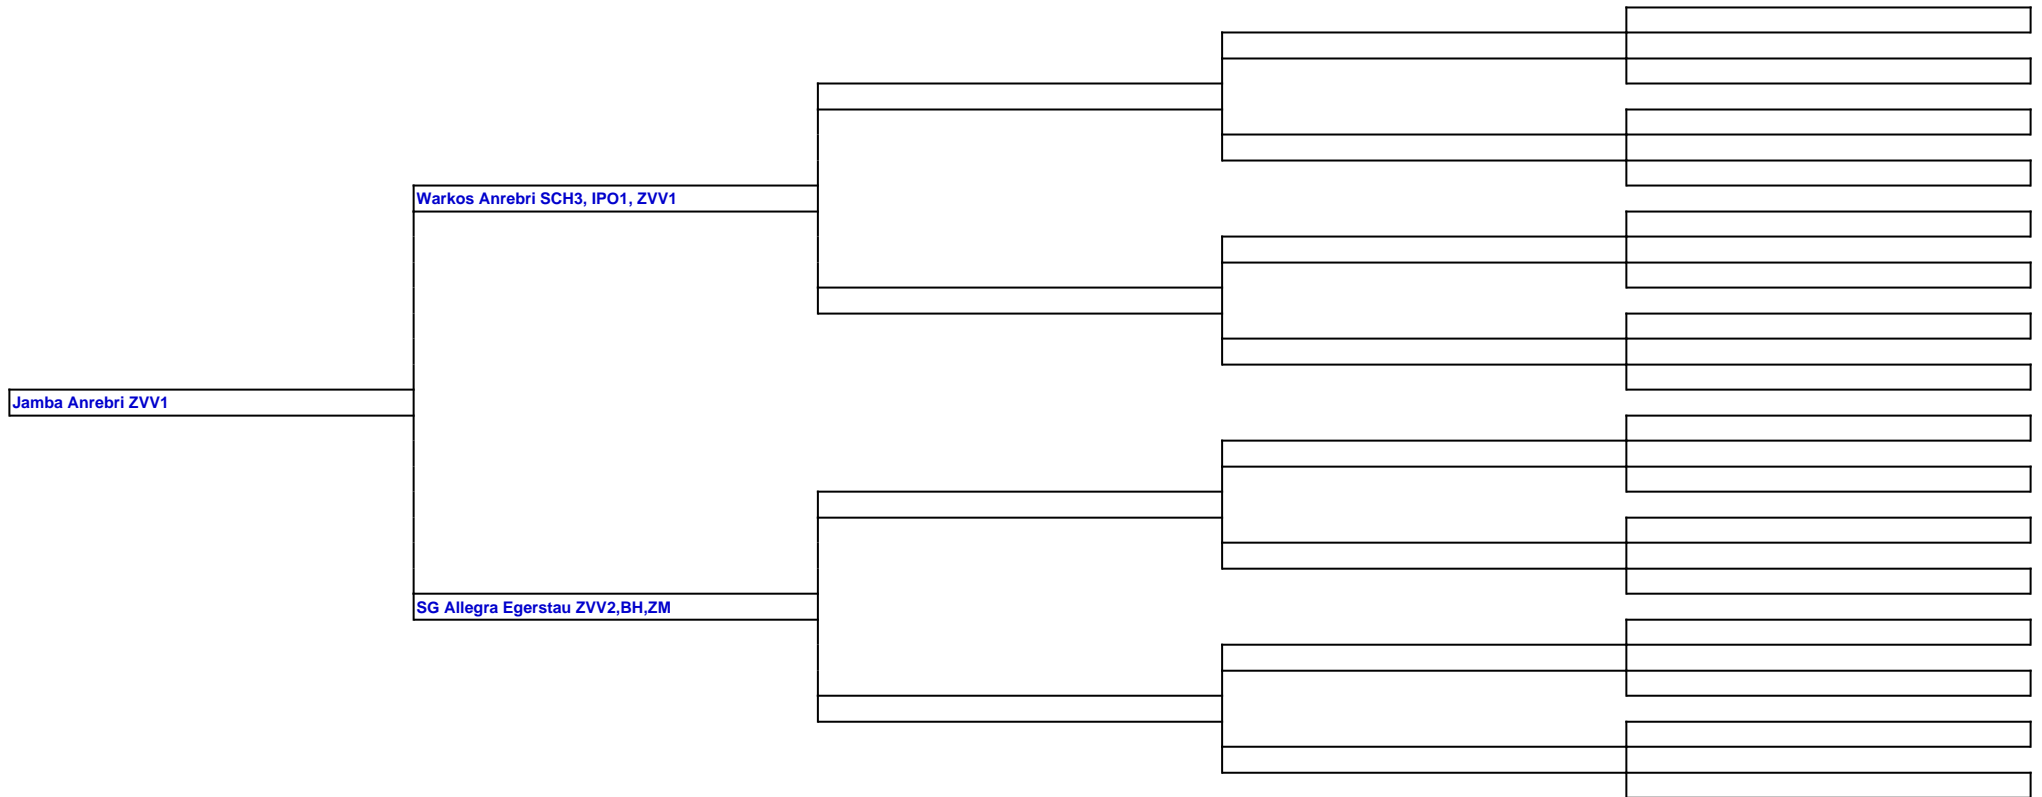 Warkos Anrebri SCH3, IPO1, ZVV1
Jamba Anrebri ZVV1
SG Allegra Egerstau ZVV2,BH,ZM